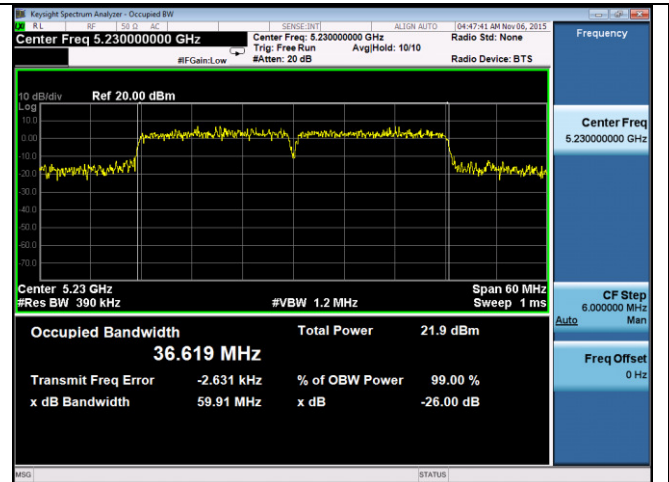 Keysight Spectrum Analyzer - Occupied BW
RL RF 50 Ω AC SENSE:INT ALIGN AUTO 04:47:41 AM Nov 06, 2015
Center Freq 5.230000000 GHz
Center Freq: 5.230000000 GHz Radio Std: None
Trig: Free Run Avg|Hold: 10/10
#IFGain:Low #Atten: 20 dB Radio Device: BTS
Frequency
10 dB/div Ref 20.00 dBm
Log
10.0
0.00
-10.0
-20.0
-30.0
-40.0
-50.0
-60.0
-70.0
Center 5.23 GHz Span 60 MHz
#Res BW 390 kHz #VBW 1.2 MHz Sweep 1 ms
Occupied Bandwidth Total Power 21.9 dBm
36.619 MHz
Transmit Freq Error -2.631 kHz % of OBW Power 99.00 %
x dB Bandwidth 59.91 MHz x dB -26.00 dB
Center Freq
5.230000000 GHz
CF Step
6.000000 MHz
Auto Man
Freq Offset
0 Hz
MSG STATUS